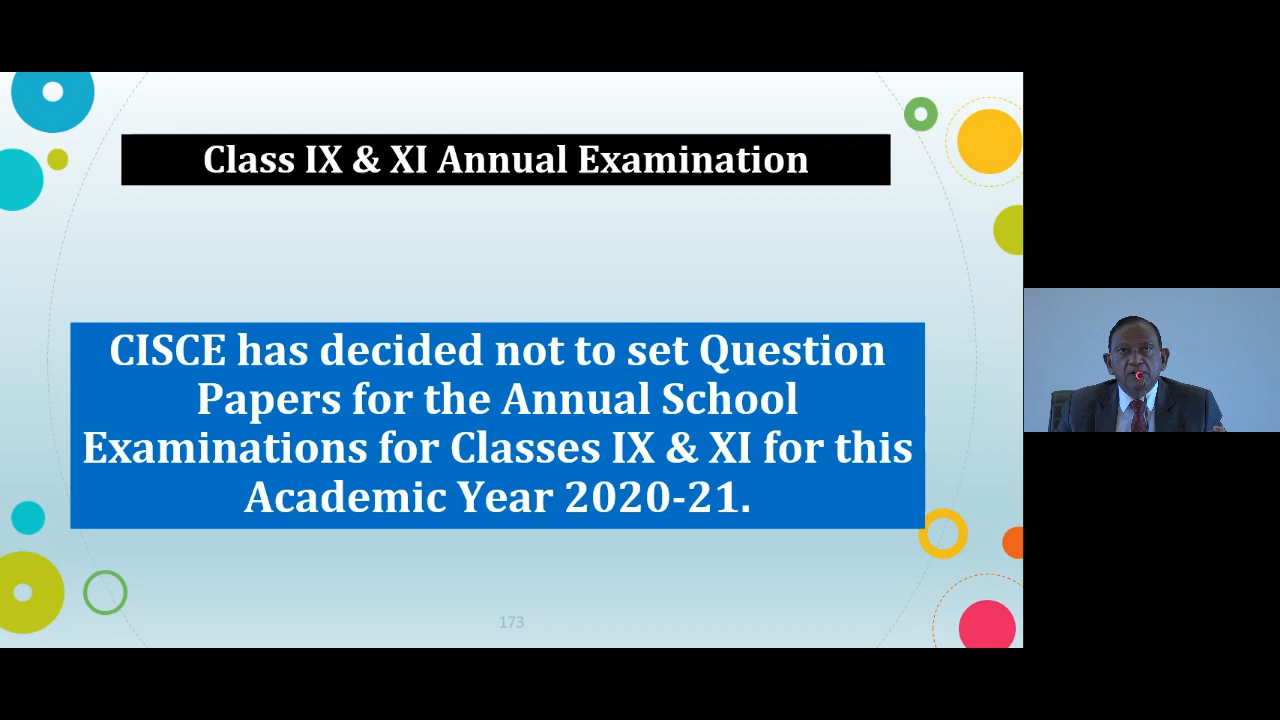 Class IX & XI Annual Examination
CISCE has decided not to set Question
Papers for the Annual School
Examinations for Classes IX & XI for this
Academic Year 2020-21.
173